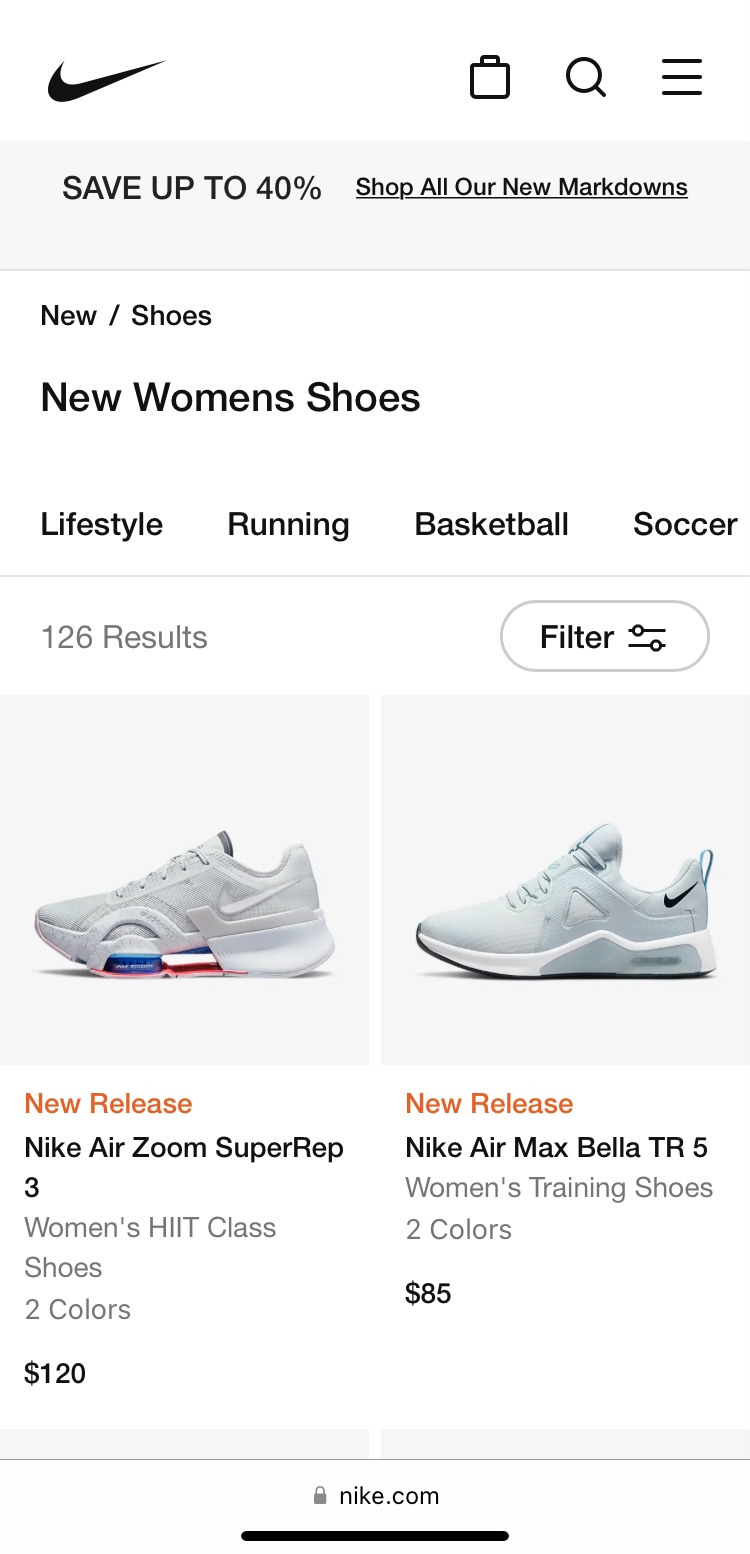 SAVE UP TO 40% Shop All Our New Markdowns
New / Shoes
New Womens Shoes
Lifestyle Running Basketball Soccer
126 Results Filter
New Release
Nike Air Zoom SuperRep
3
Women's HIIT Class
Shoes
2 Colors
$120
New Release
Nike Air Max Bella TR 5
Women's Training Shoes
2 Colors
$85
nike.com